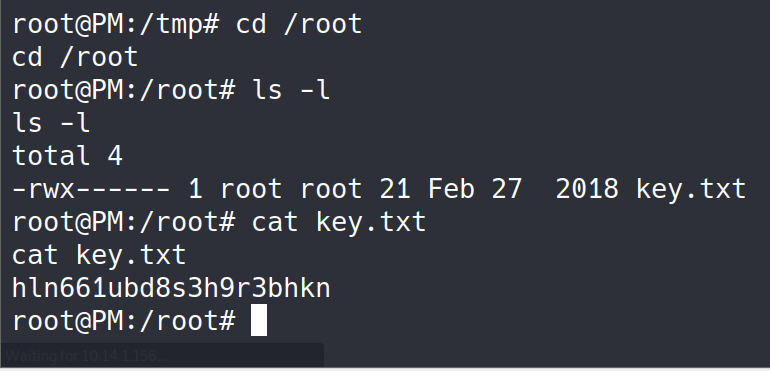 root@PM:/tmp# cd /root
cd /root
root@PM:/root# ls -l
ls -l
total 4
-rwx------ 1 root root 21 Feb 27  2018 key.txt
root@PM:/root# cat key.txt
cat key.txt
hln661ubd8s3h9r3bhkn
root@PM:/root#
Waiting for 10.14.1.156...